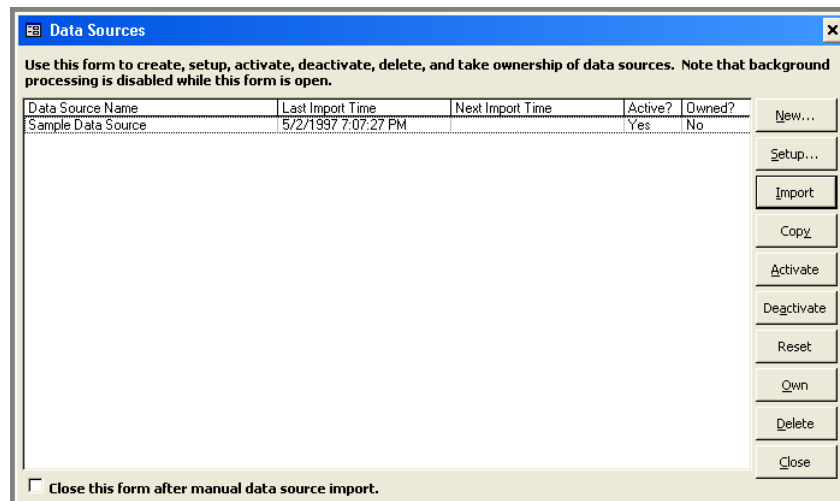 Data Sources
Use this form to create, setup, activate, deactivate, delete, and take ownership of data sources. Note that background
processing is disabled while this form is open.
Data Source Name Last Import Time Next Import Time Active? Owned?
Sample Data Source 5/2/1997 7:07:27 PM Yes No
New...
Setup...
Import
Copy
Activate
Deactivate
Reset
Own
Delete
Close
Close this form after manual data source import.